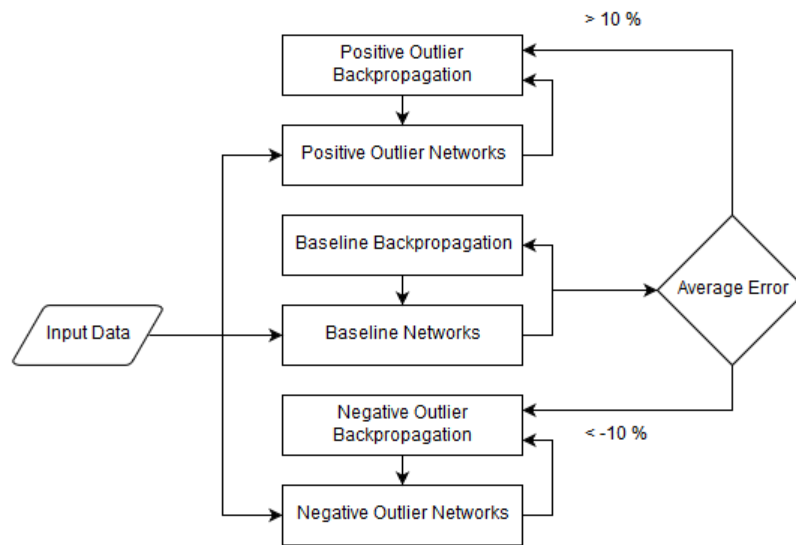 > 10 %
Positive Outlier
Backpropagation
Positive Outlier Networks
Baseline Backpropagation
Average Error
Input Data
Baseline Networks
Negative Outlier
Backpropagation
< -10 %
Negative Outlier Networks